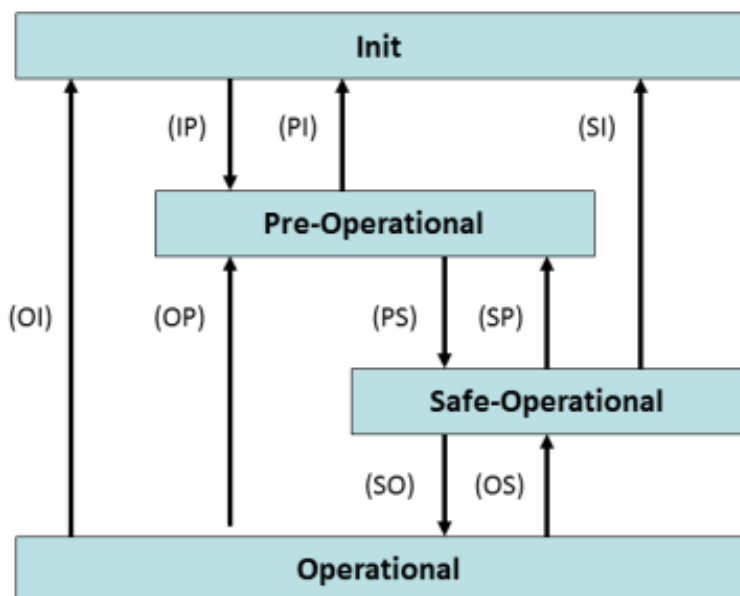 Init
(IP)
(PI)
(SI)
Pre-Operational
(OI)
(OP)
(PS)
(SP)
Safe-Operational
(SO)
(OS)
Operational